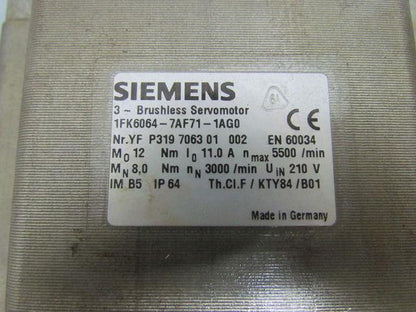 SIEMENS
3 ~ Brushless Servomotor
1FK6064-7AF71-1AG0
Nr.YF P319 7063 01 002 EN 60034
M0 12 Nm I0 11.0 A nmax 5500 /min
MN 8,0 Nm nN 3000 /min UiN 210 V
IM B5 IP 64 Th.Cl.F / KTY84 /B01
Made in Germany